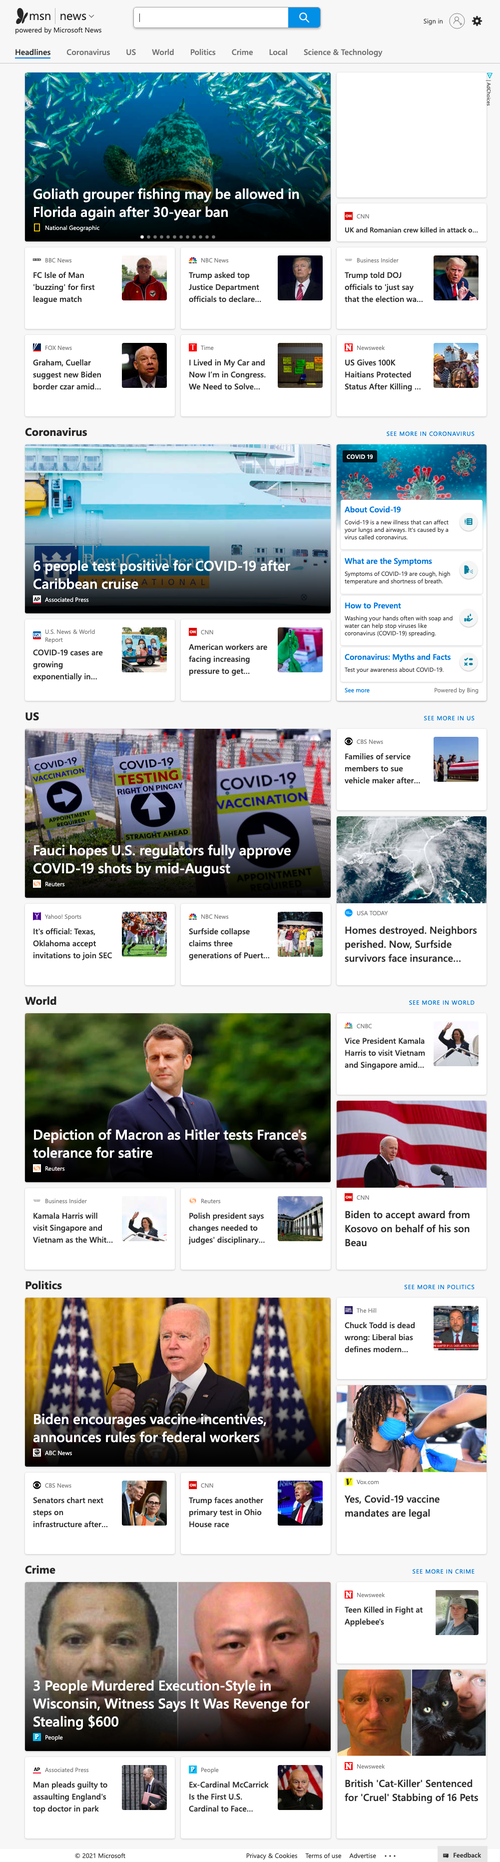 msn news
powered by Microsoft News
Sign in
Headlines Coronavirus US World Politics Crime Local Science & Technology
AdChoices
Goliath grouper fishing may be allowed in
Florida again after 30-year ban
National Geographic
CNN
UK and Romanian crew killed in attack o...
BBC News
FC Isle of Man
'buzzing' for first
league match
NBC News
Trump asked top
Justice Department
officials to declare...
Business Insider
Trump told DOJ
officials to 'just say
that the election wa...
FOX News
Graham, Cuellar
suggest new Biden
border czar amid...
Time
I Lived in My Car and
Now I'm in Congress.
We Need to Solve...
Newsweek
US Gives 100K
Haitians Protected
Status After Killing ...
Coronavirus
SEE MORE IN CORONAVIRUS
6 people test positive for COVID-19 after
Caribbean cruise
Associated Press
COVID 19
About Covid-19
Covid-19 is a new illness that can affect
your lungs and airways. It's caused by a
virus called coronavirus.
What are the Symptoms
Symptoms of COVID-19 are cough, high
temperature and shortness of breath.
How to Prevent
Washing your hands often with soap and
water can help stop viruses like
coronavirus (COVID-19) spreading.
Coronavirus: Myths and Facts
Test your awareness about COVID-19.
See more
Powered by Bing
U.S. News & World
Report
COVID-19 cases are
growing
exponentially in...
CNN
American workers are
facing increasing
pressure to get...
US
SEE MORE IN US
COVID-19
VACCINATION
APPOINTMENT
REQUIRED
COVID-19
TESTING
RIGHT ON PINCAY
STRAIGHT AHEAD
COVID-19
VACCINATION
APPOINTMENT
REQUIRED
Fauci hopes U.S. regulators fully approve
COVID-19 shots by mid-August
Reuters
CBS News
Families of service
members to sue
vehicle maker after...
USA TODAY
Homes destroyed. Neighbors
perished. Now, Surfside
survivors face insurance...
Yahoo! Sports
It's official: Texas,
Oklahoma accept
invitations to join SEC
NBC News
Surfside collapse
claims three
generations of Puert...
World
SEE MORE IN WORLD
Depiction of Macron as Hitler tests France's
tolerance for satire
Reuters
CNBC
Vice President Kamala
Harris to visit Vietnam
and Singapore amid...
CNN
Biden to accept award from
Kosovo on behalf of his son
Beau
Business Insider
Kamala Harris will
visit Singapore and
Vietnam as the Whit...
Reuters
Polish president says
changes needed to
judges' disciplinary...
Politics
SEE MORE IN POLITICS
Biden encourages vaccine incentives,
announces rules for federal workers
ABC News
The Hill
Chuck Todd is dead
wrong: Liberal bias
defines modern...
Vox.com
Yes, Covid-19 vaccine
mandates are legal
CBS News
Senators chart next
steps on
infrastructure after...
CNN
Trump faces another
primary test in Ohio
House race
Crime
SEE MORE IN CRIME
3 People Murdered Execution-Style in
Wisconsin, Witness Says It Was Revenge for
Stealing $600
People
Newsweek
Teen Killed in Fight at
Applebee's
Newsweek
British 'Cat-Killer' Sentenced
for 'Cruel' Stabbing of 16 Pets
Associated Press
Man pleads guilty to
assaulting England's
top doctor in park
People
Ex-Cardinal McCarrick
Is the First U.S.
Cardinal to Face...
© 2021 Microsoft
Privacy & Cookies Terms of use Advertise ...
Feedback